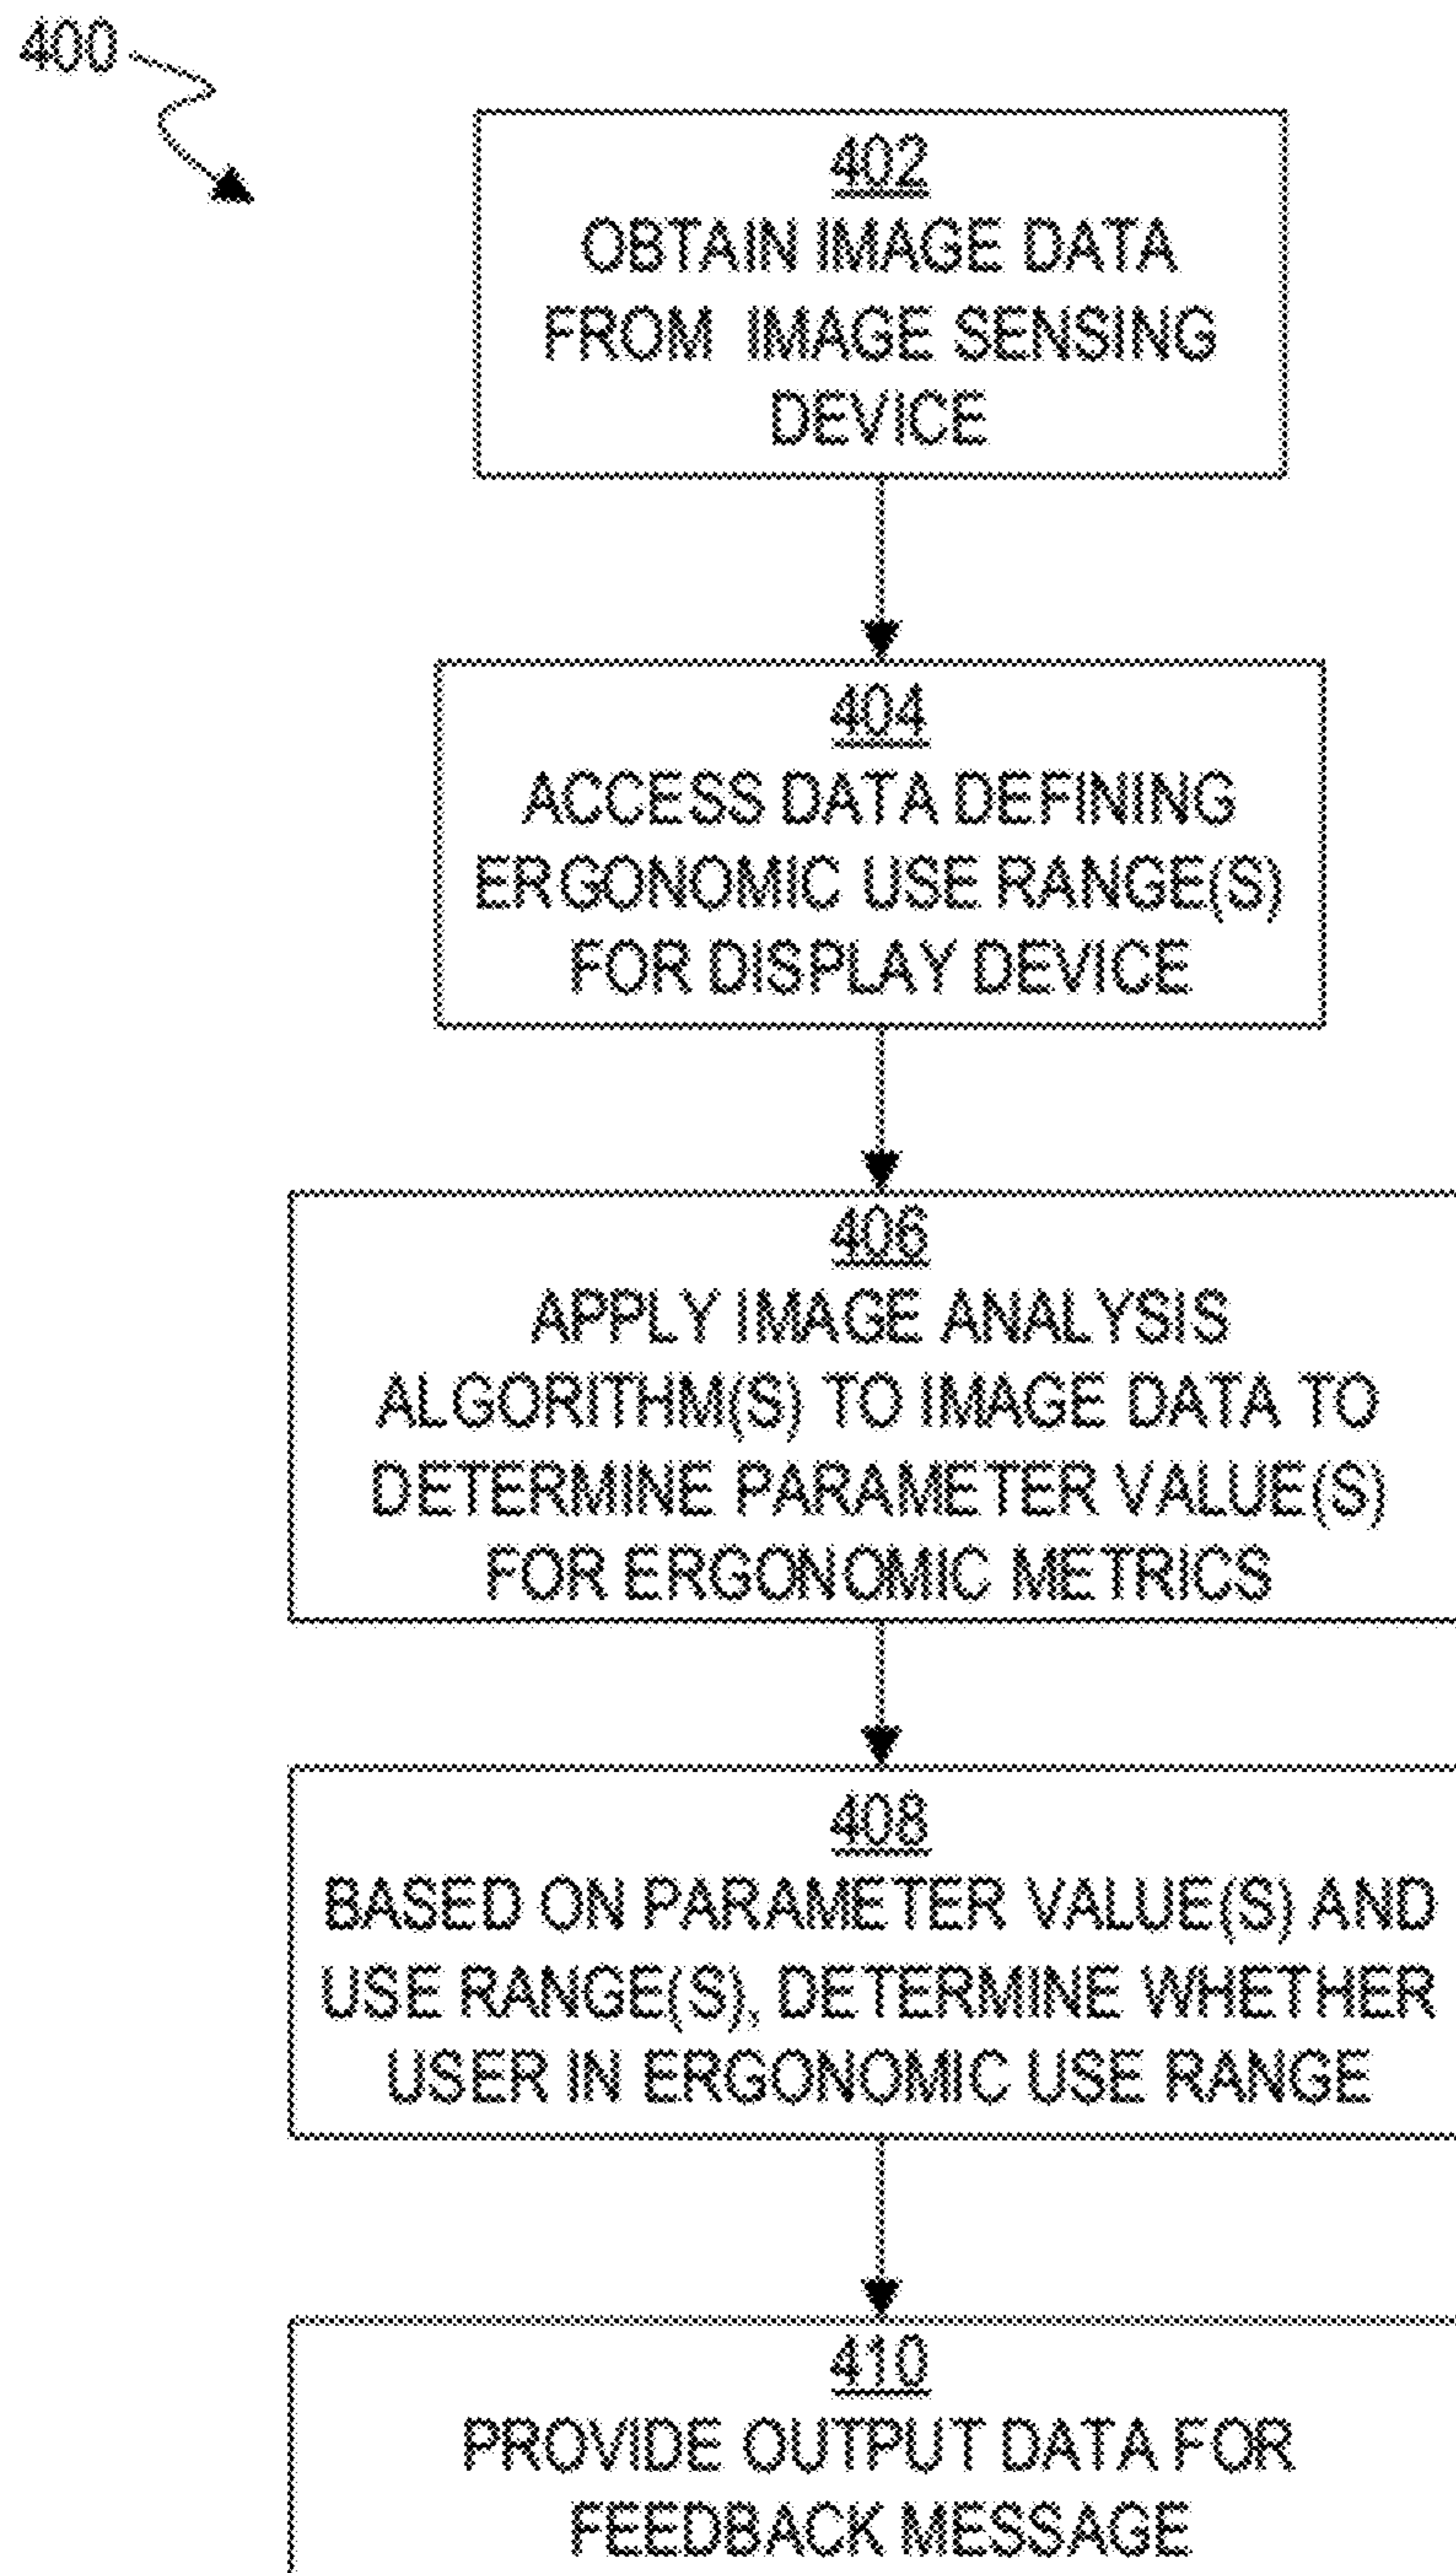 400
402
OBTAIN IMAGE DATA
FROM IMAGE SENSING
DEVICE
404
ACCESS DATA DEFINING
ERGONOMIC USE RANGE(S)
FOR DISPLAY DEVICE
406
APPLY IMAGE ANALYSIS
ALGORITHM(S) TO IMAGE DATA TO
DETERMINE PARAMETER VALUE(S)
FOR ERGONOMIC METRICS
408
BASED ON PARAMETER VALUE(S) AND
USE RANGE(S), DETERMINE WHETHER
USER IN ERGONOMIC USE RANGE
410
PROVIDE OUTPUT DATA FOR
FEEDBACK MESSAGE